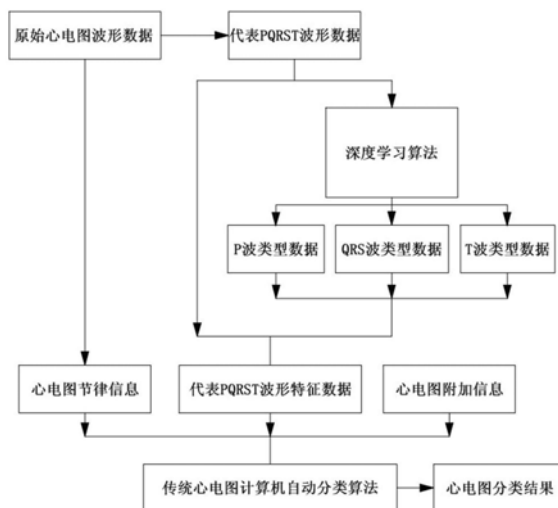 原始心电图波形数据
代表PQRST波形数据
深度学习算法
P波类型数据
QRS波类型数据
T波类型数据
心电图节律信息
代表PQRST波形特征数据
心电图附加信息
传统心电图计算机自动分类算法
心电图分类结果